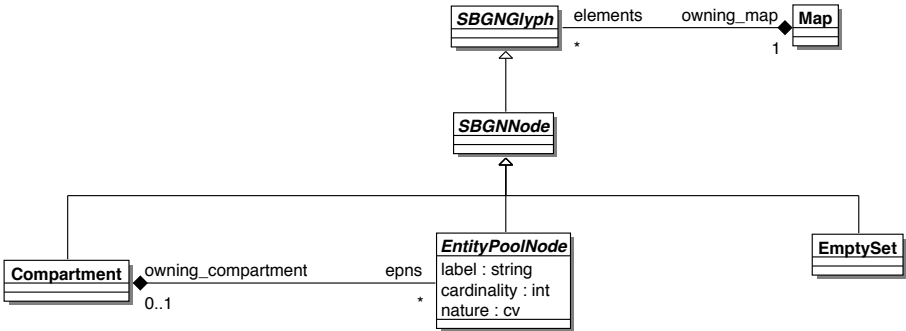 SBGNGlyph elements owning_map Map
* 1
SBGNNode
EntityPoolNode EmptySet
Compartment owning_compartment epns label : string
cardinality : int
0..1 * nature : cv